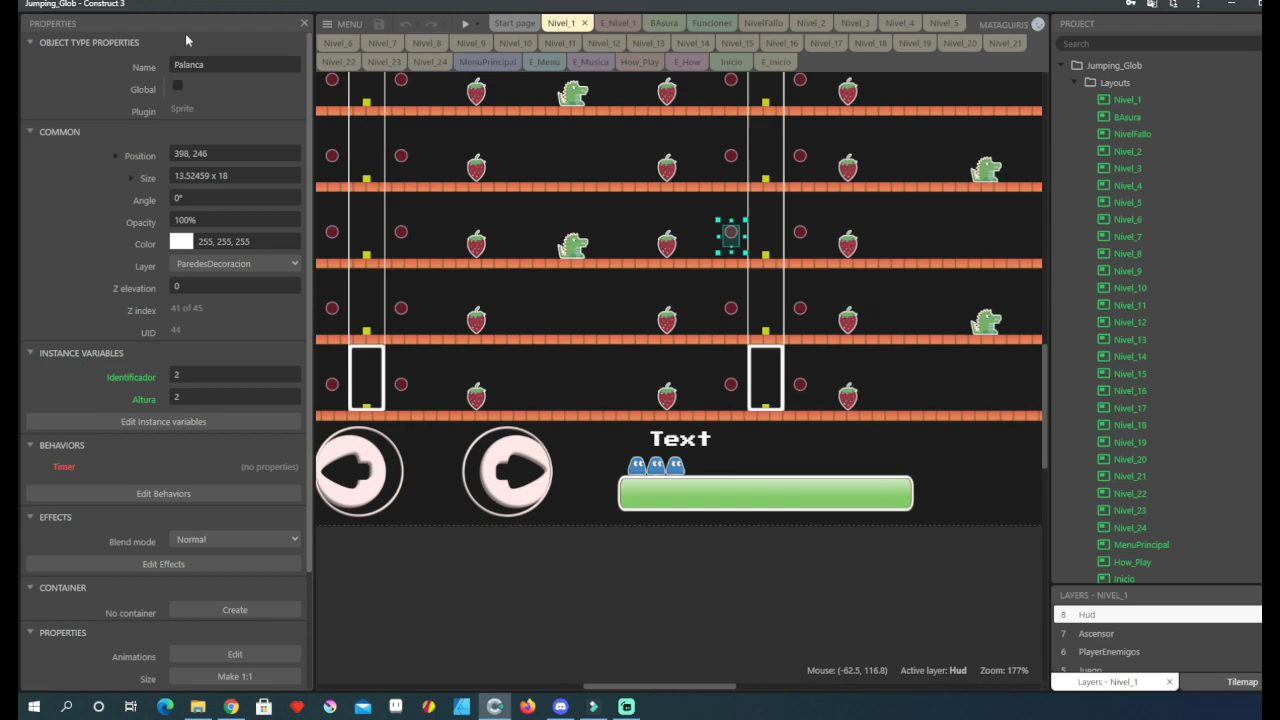 Jumping_Glob - Construct 3
PROPERTIES
MENU
Start page
Nivel_1
E_Nivel_1
BAsura
Funciones
NivelFallo
Nivel_2
Nivel_3
Nivel_4
Nivel_5
MATAGUIRIS
Nivel_6
Nivel_7
Nivel_8
Nivel_9
Nivel_10
Nivel_11
Nivel_12
Nivel_13
Nivel_14
Nivel_15
Nivel_16
Nivel_17
Nivel_18
Nivel_19
Nivel_20
Nivel_21
Nivel_22
Nivel_23
Nivel_24
MenuPrincipal
E_Menu
E_Musica
How_Play
E_How
Inicio
E_Inicio
OBJECT TYPE PROPERTIES
Name Palanca
Global
Plugin Sprite
COMMON
Position 398, 246
Size 13.52459 x 18
Angle 0°
Opacity 100%
Color 255, 255, 255
Layer ParedesDecoracion
Z elevation 0
Z index 41 of 45
UID 44
INSTANCE VARIABLES
Identificador 2
Altura 2
Edit Instance variables
BEHAVIORS
Timer (no properties)
Edit Behaviors
EFFECTS
Blend mode Normal
Edit Effects
CONTAINER
No container Create
PROPERTIES
Animations Edit
Size Make 1:1
Text
Mouse: (-62.5, 116.8) Active layer: Hud Zoom: 177%
PROJECT
Search
Jumping_Glob
Layouts
Nivel_1
BAsura
NivelFallo
Nivel_2
Nivel_3
Nivel_4
Nivel_5
Nivel_6
Nivel_7
Nivel_8
Nivel_9
Nivel_10
Nivel_11
Nivel_12
Nivel_13
Nivel_14
Nivel_15
Nivel_16
Nivel_17
Nivel_18
Nivel_19
Nivel_20
Nivel_21
Nivel_22
Nivel_23
Nivel_24
MenuPrincipal
How_Play
Inicio
LAYERS - NIVEL_1
8 Hud
7 Ascensor
6 PlayerEnemigos
5 Juego
Layers - Nivel_1
Tilemap